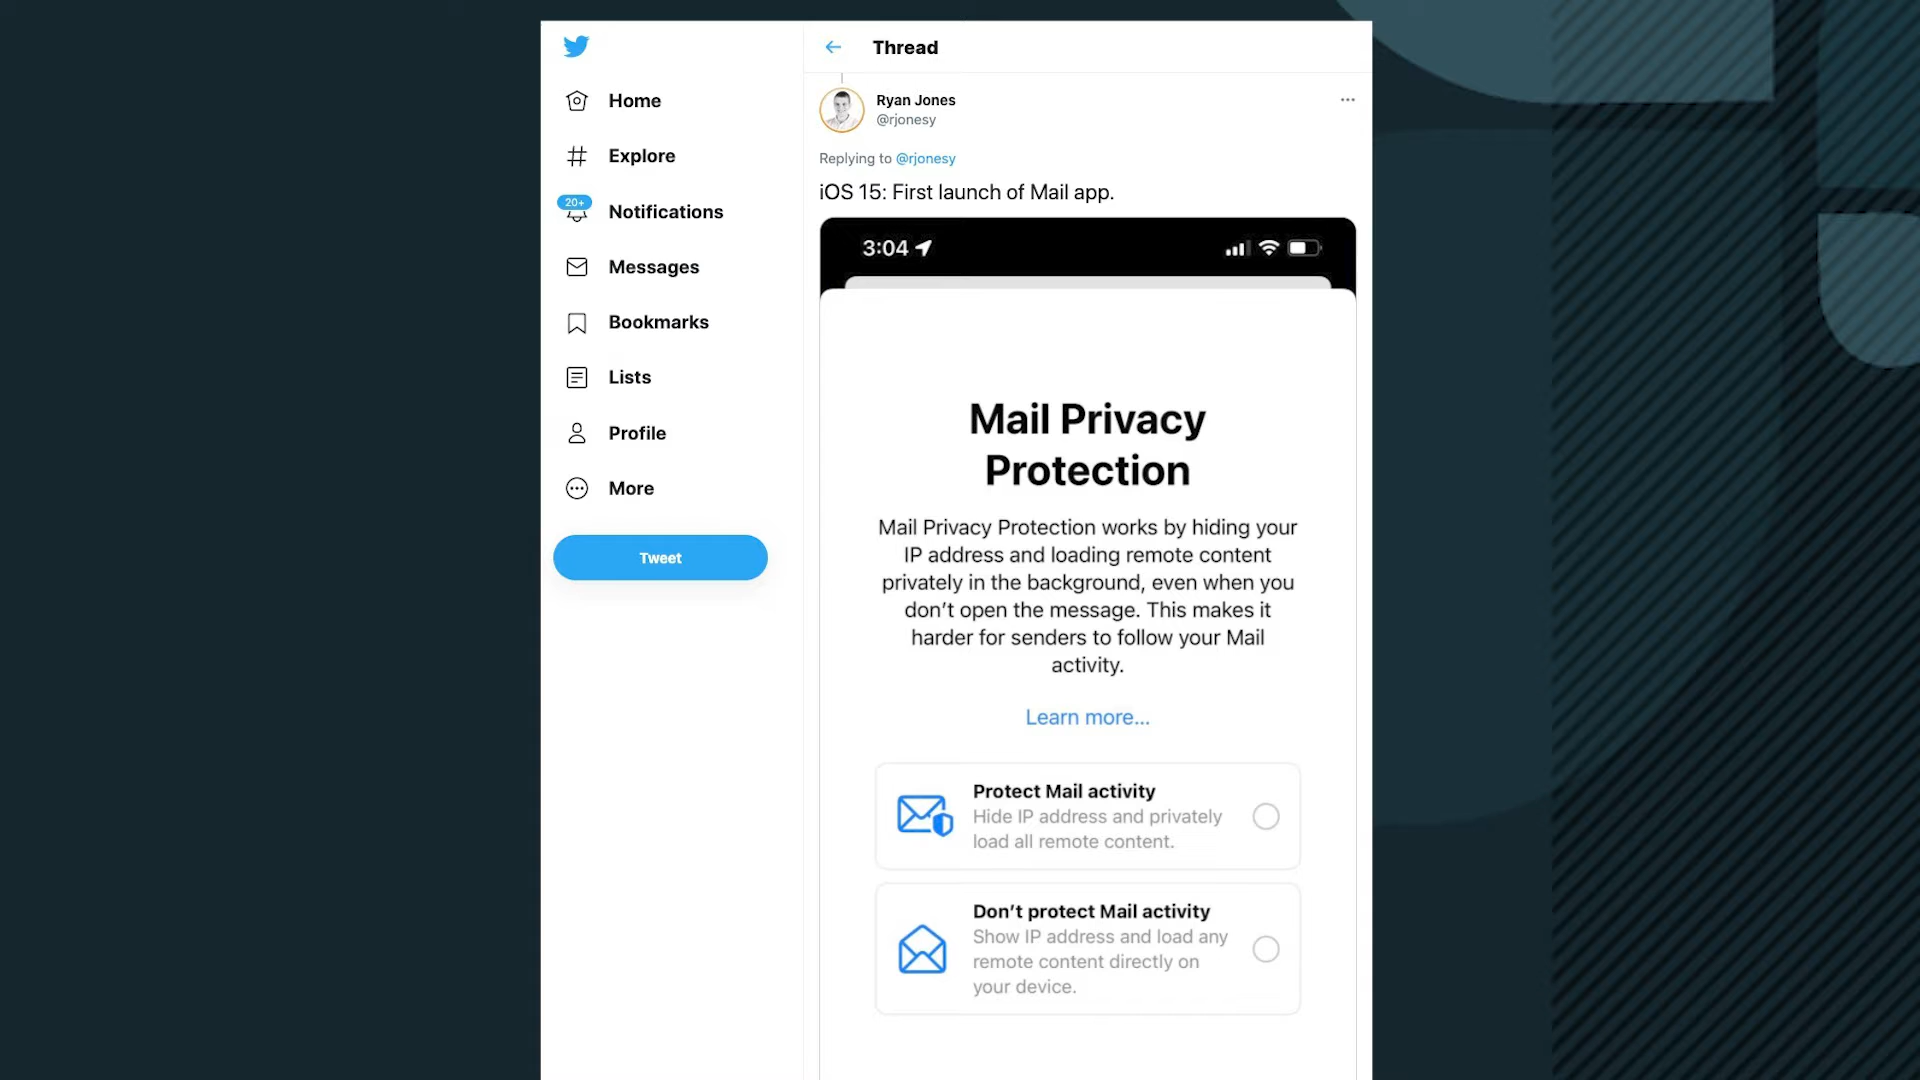 Thread
Home
Explore
20+
Notifications
Messages
Bookmarks
Lists
Profile
More
Tweet
Ryan Jones
@rjonesy
Replying to @rjonesy
iOS 15: First launch of Mail app.
3:04
Mail Privacy
Protection
Mail Privacy Protection works by hiding your
IP address and loading remote content
privately in the background, even when you
don’t open the message. This makes it
harder for senders to follow your Mail
activity.
Learn more...
Protect Mail activity
Hide IP address and privately
load all remote content.
Don’t protect Mail activity
Show IP address and load any
remote content directly on
your device.